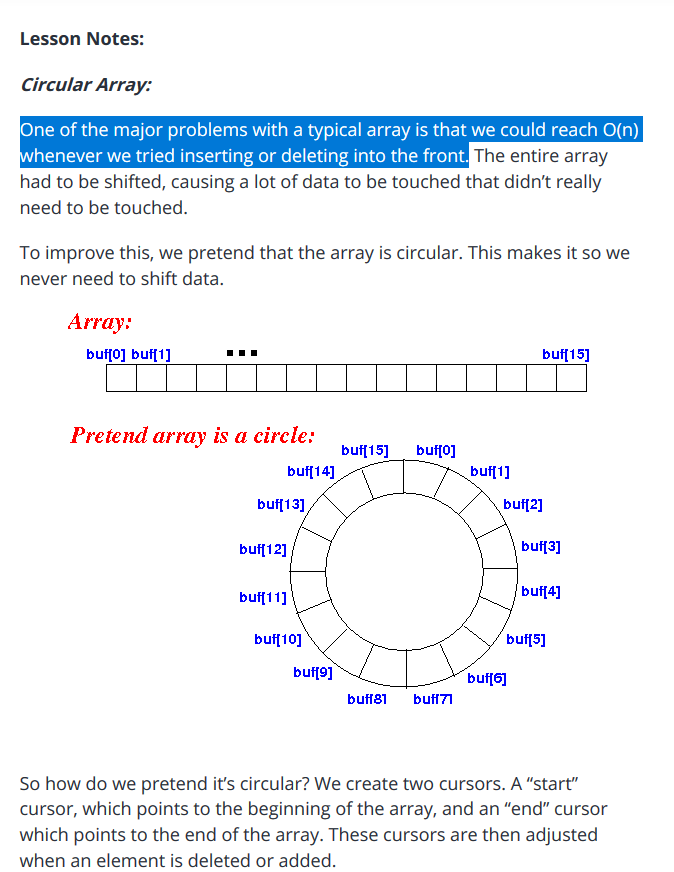 Lesson Notes:
Circular Array:
One of the major problems with a typical array is that we could reach O(n)
whenever we tried inserting or deleting into the front. The entire array
had to be shifted, causing a lot of data to be touched that didn’t really
need to be touched.
To improve this, we pretend that the array is circular. This makes it so we
never need to shift data.
Array:
buf[0] buf[1] ... buf[15]
Pretend array is a circle:
buf[15] buf[0]
buf[14] buf[1]
buf[13] buf[2]
buf[12] buf[3]
buf[11] buf[4]
buf[10] buf[5]
buf[9] buf[6]
buf[8] buf[7]
So how do we pretend it’s circular? We create two cursors. A “start”
cursor, which points to the beginning of the array, and an “end” cursor
which points to the end of the array. These cursors are then adjusted
when an element is deleted or added.